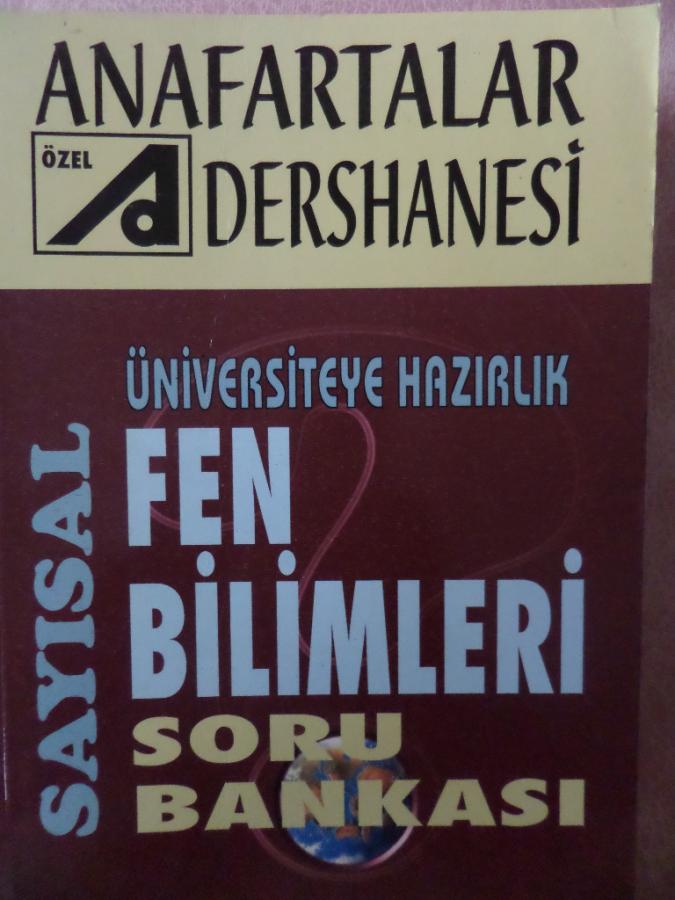 ANAFARTALAR
ÖZEL
DERSHANESİ
ÜNİVERSİTEYE HAZIRLIK
SAYISAL
FEN
BİLİMLERİ
SORU
BANKASI